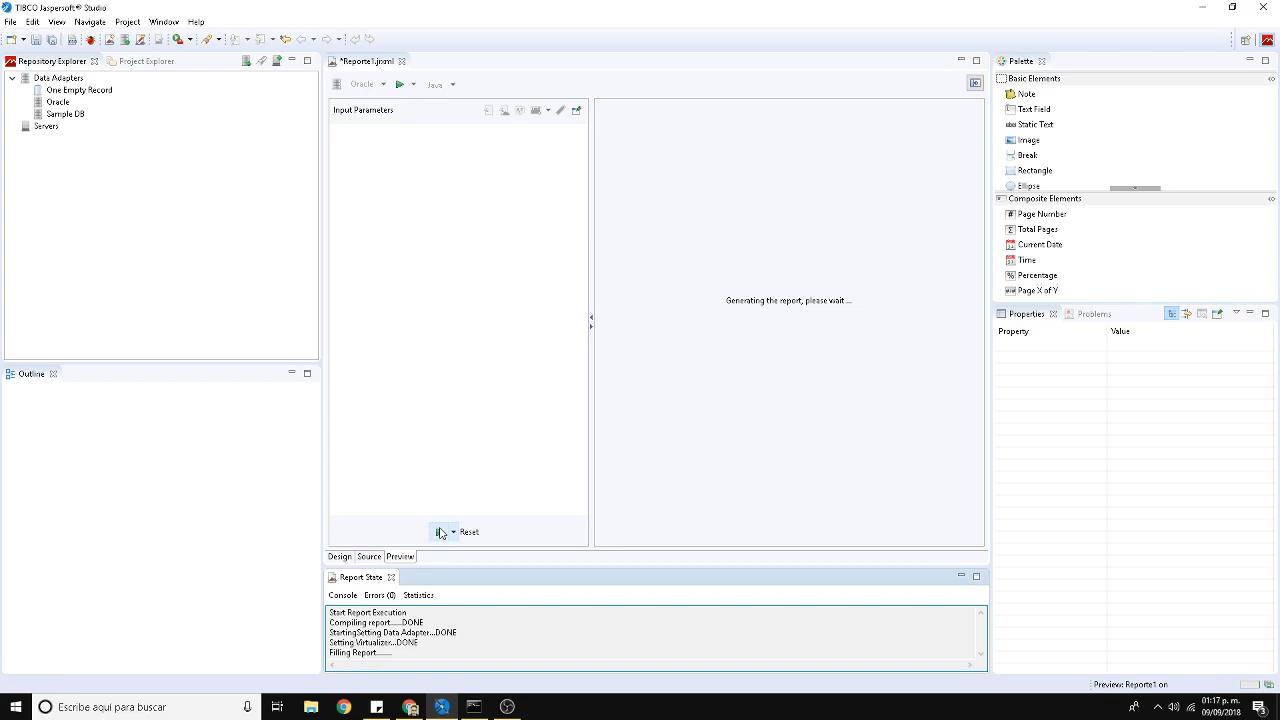 TIBCO Jaspersoft® Studio
File Edit View Navigate Project Window Help
Repository Explorer
Project Explorer
Data Adapters
One Empty Record
Oracle
Sample DB
Servers
Outline
*Reporte1.jrxml
Oracle
Java
Input Parameters
Generating the report, please wait ...
Reset
Design Source Preview
Report State
Console Errors (0) Statistics
Start Report Execution
Compiling report......DONE
StartingSetting Data Adapter...DONE
Setting Virtualizer...DONE
Filling Report........
Palette
Basic Elements
Note
Text Field
Static Text
Image
Break
Rectangle
Ellipse
Composite Elements
Page Number
Total Pages
Current Date
Time
Percentage
Page X of Y
Properties
Problems
Property Value
Preview: Reporte1 on
Escribe aquí para buscar
01:17 p. m.
09/09/2018